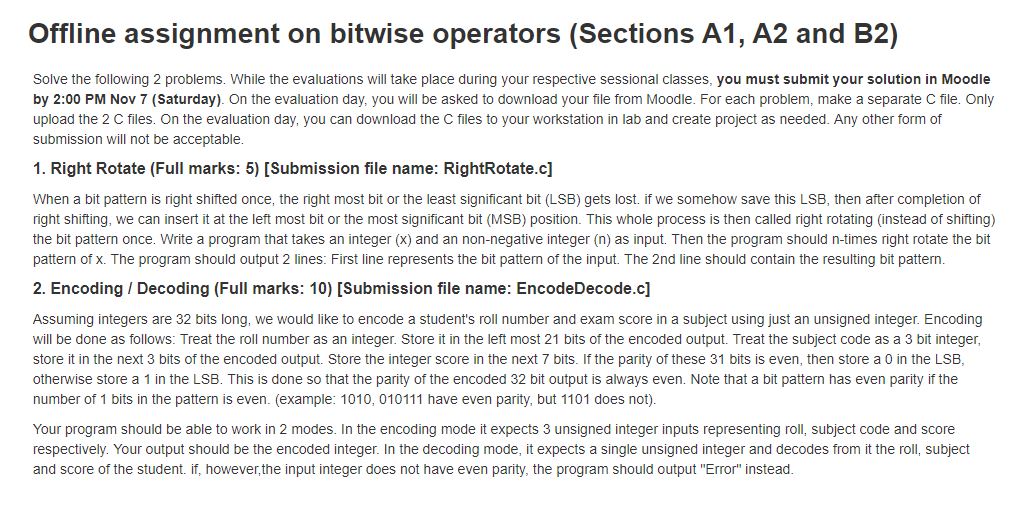 Offline assignment on bitwise operators (Sections A1, A2 and B2)
Solve the following 2 problems. While the evaluations will take place during your respective sessional classes, you must submit your solution in Moodle
by 2:00 PM Nov 7 (Saturday). On the evaluation day, you will be asked to download your file from Moodle. For each problem, make a separate C file. Only
upload the 2 C files. On the evaluation day, you can download the C files to your workstation in lab and create project as needed. Any other form of
submission will not be acceptable.
1. Right Rotate (Full marks: 5) [Submission file name: RightRotate.c]
When a bit pattern is right shifted once, the right most bit or the least significant bit (LSB) gets lost. if we somehow save this LSB, then after completion of
right shifting, we can insert it at the left most bit or the most significant bit (MSB) position. This whole process is then called right rotating (instead of shifting)
the bit pattern once. Write a program that takes an integer (x) and an non-negative integer (n) as input. Then the program should n-times right rotate the bit
pattern of x. The program should output 2 lines: First line represents the bit pattern of the input. The 2nd line should contain the resulting bit pattern.
2. Encoding / Decoding (Full marks: 10) [Submission file name: EncodeDecode.c]
Assuming integers are 32 bits long, we would like to encode a student's roll number and exam score in a subject using just an unsigned integer. Encoding
will be done as follows: Treat the roll number as an integer. Store it in the left most 21 bits of the encoded output. Treat the subject code as a 3 bit integer,
store it in the next 3 bits of the encoded output. Store the integer score in the next 7 bits. If the parity of these 31 bits is even, then store a 0 in the LSB,
otherwise store a 1 in the LSB. This is done so that the parity of the encoded 32 bit output is always even. Note that a bit pattern has even parity if the
number of 1 bits in the pattern is even. (example: 1010, 010111 have even parity, but 1101 does not).
Your program should be able to work in 2 modes. In the encoding mode it expects 3 unsigned integer inputs representing roll, subject code and score
respectively. Your output should be the encoded integer. In the decoding mode, it expects a single unsigned integer and decodes from it the roll, subject
and score of the student. if, however,the input integer does not have even parity, the program should output "Error" instead.